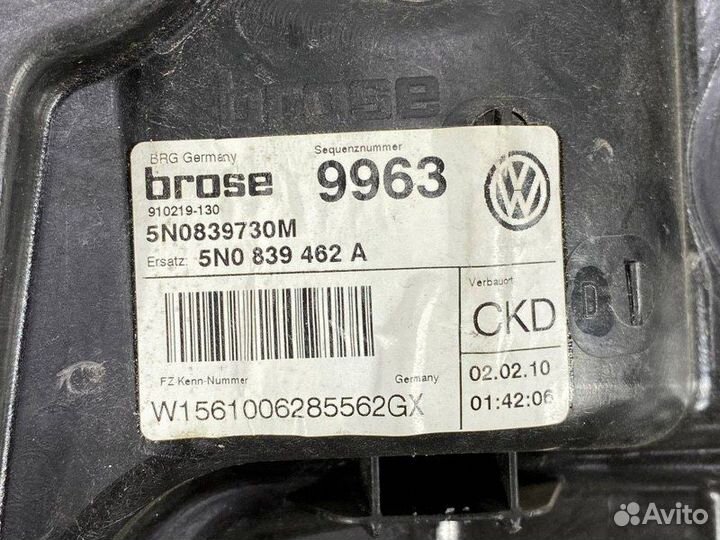 brose
BRG Germany
Sequenznummer
brose
9963
910219-130
5N0839730M
Ersatz: 5N0 839 462 A
Verbauort
CKD
D
FZ Kenn-Nummer
Germany
02.02.10
W1561006285562GX
01:42:06
Avito